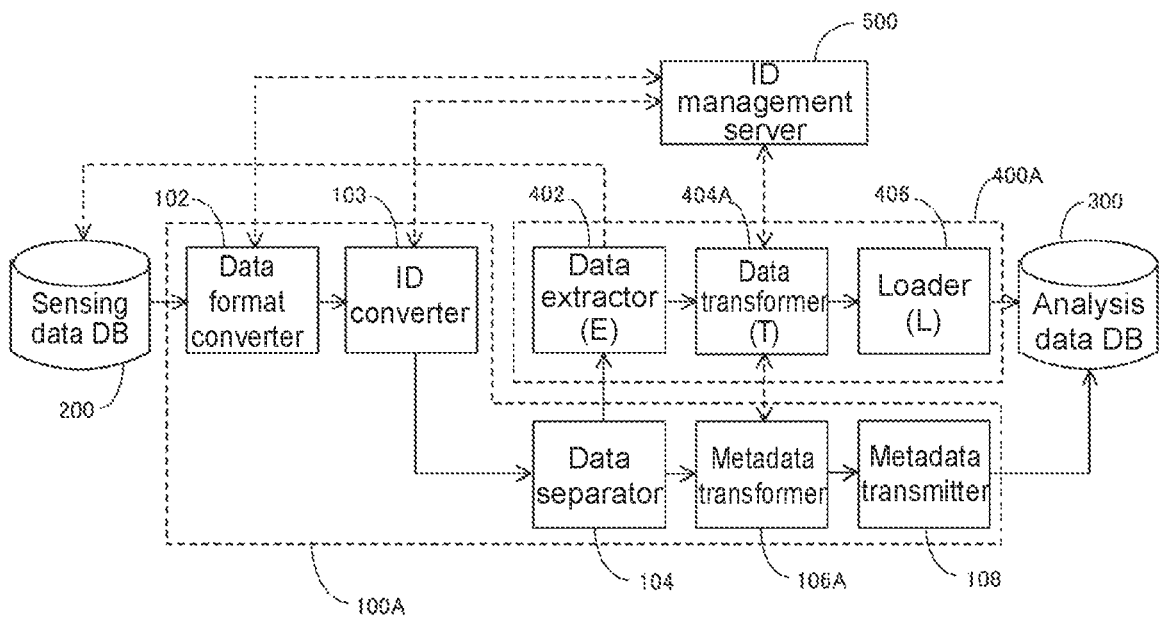 500
ID
management
server
102
103
402
404A
406
400A
300
Sensing
data DB
200
Data
format
converter
ID
converter
Data
extractor
(E)
Data
transformer
(T)
Loader
(L)
Analysis
data DB
Data
separator
104
Metadata
transformer
106A
Metadata
transmitter
108
100A